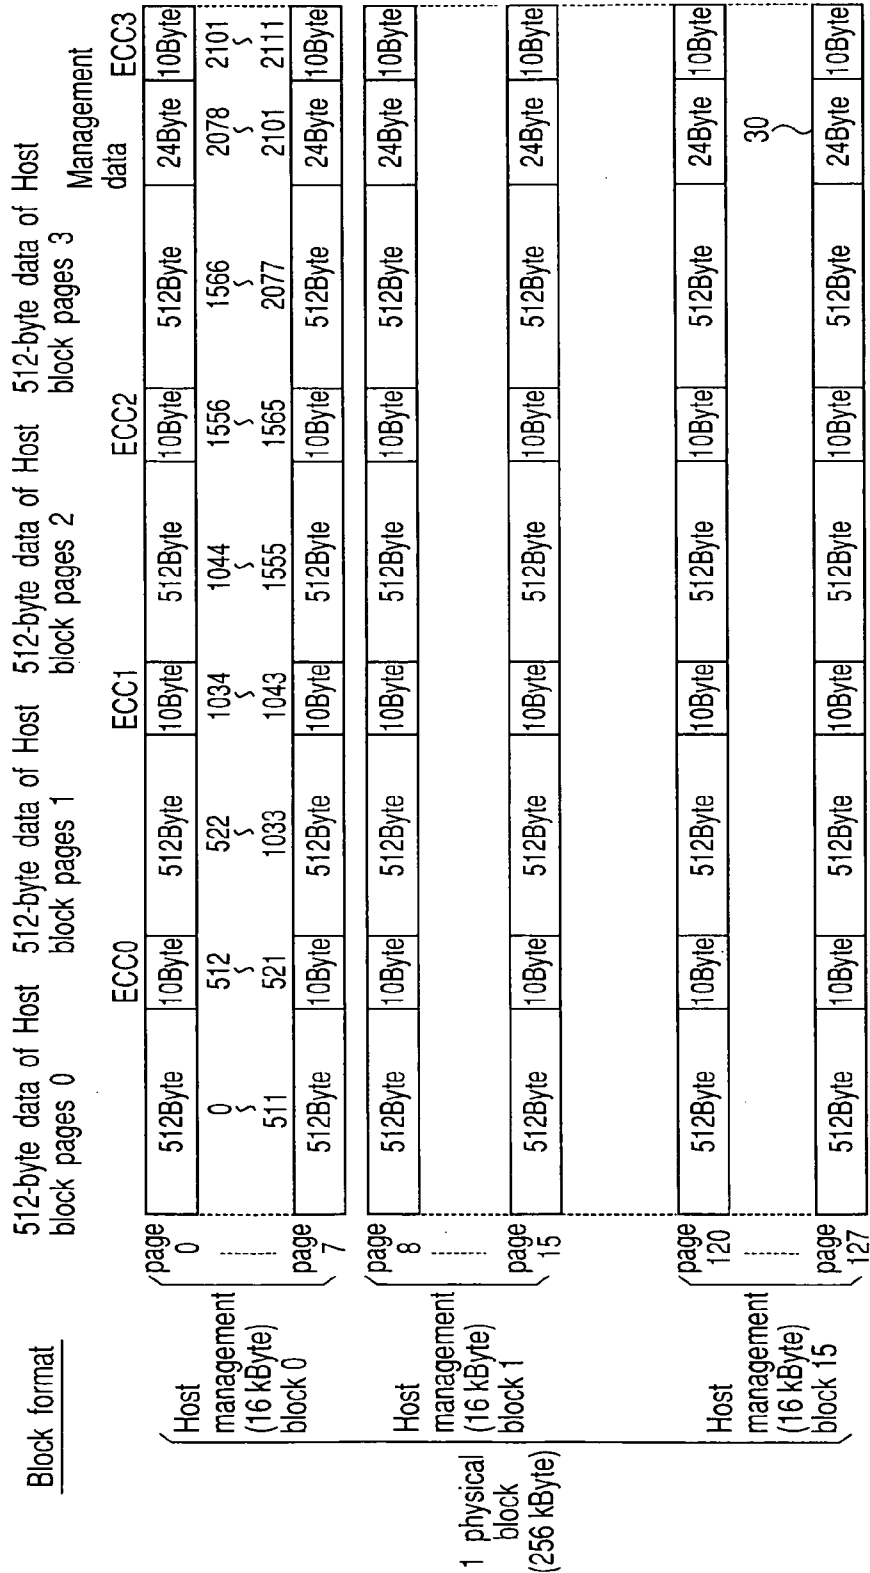 Block format
512-byte data of Host
block pages 0
ECC0
512-byte data of Host
block pages 1
ECC1
512-byte data of Host
block pages 2
ECC2
512-byte data of Host
block pages 3
Management
data
ECC3
1 physical
block
(256 kByte)
Host
management
(16 kByte)
block 0
page
0
512Byte 10Byte 512Byte 10Byte 512Byte 10Byte 512Byte 24Byte 10Byte
0 512 522 1034 1044 1556 1566 2078 2101
511 521 1033 1043 1555 1565 2077 2101 2111
7
512Byte 10Byte 512Byte 10Byte 512Byte 10Byte 512Byte 24Byte 10Byte
Host
management
(16 kByte)
block 1
page
8
512Byte 10Byte 512Byte 10Byte 512Byte 10Byte 512Byte 24Byte 10Byte
page
15
512Byte 10Byte 512Byte 10Byte 512Byte 10Byte 512Byte 24Byte 10Byte
Host
management
(16 kByte)
block 15
page
120
512Byte 10Byte 512Byte 10Byte 512Byte 10Byte 512Byte 24Byte 10Byte
30
page
127
512Byte 10Byte 512Byte 10Byte 512Byte 10Byte 512Byte 24Byte 10Byte